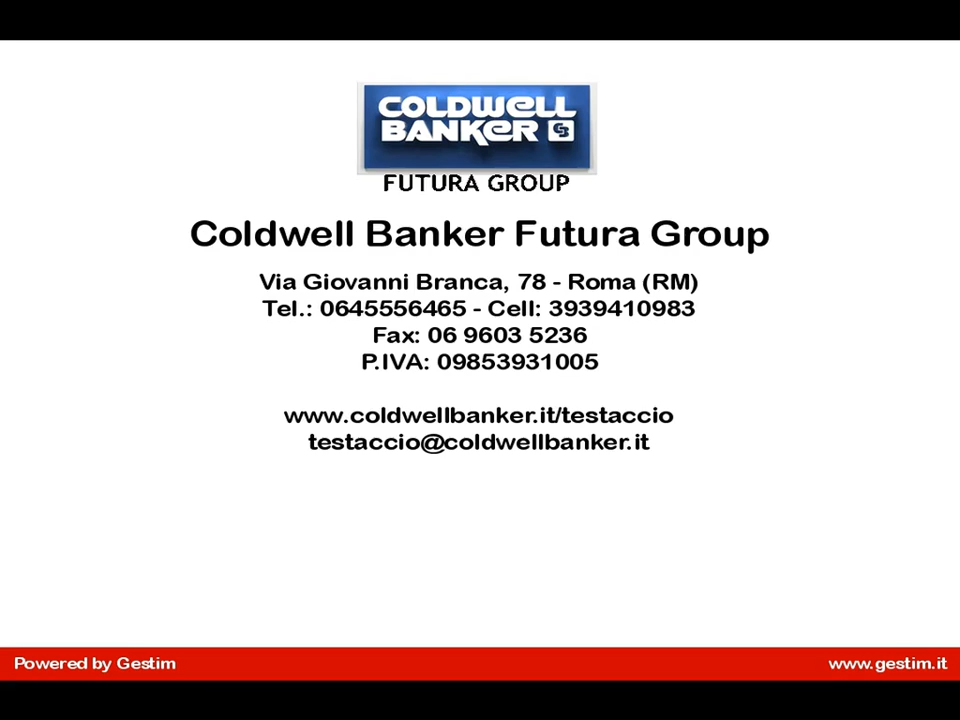 COLDWELL
BANKER CB
FUTURA GROUP
Coldwell Banker Futura Group
Via Giovanni Branca, 78 - Roma (RM)
Tel.: 0645556465 - Cell: 3939410983
Fax: 06 9603 5236
P.IVA: 09853931005
www.coldwellbanker.it/testaccio
testaccio@coldwellbanker.it
Powered by Gestim
www.gestim.it